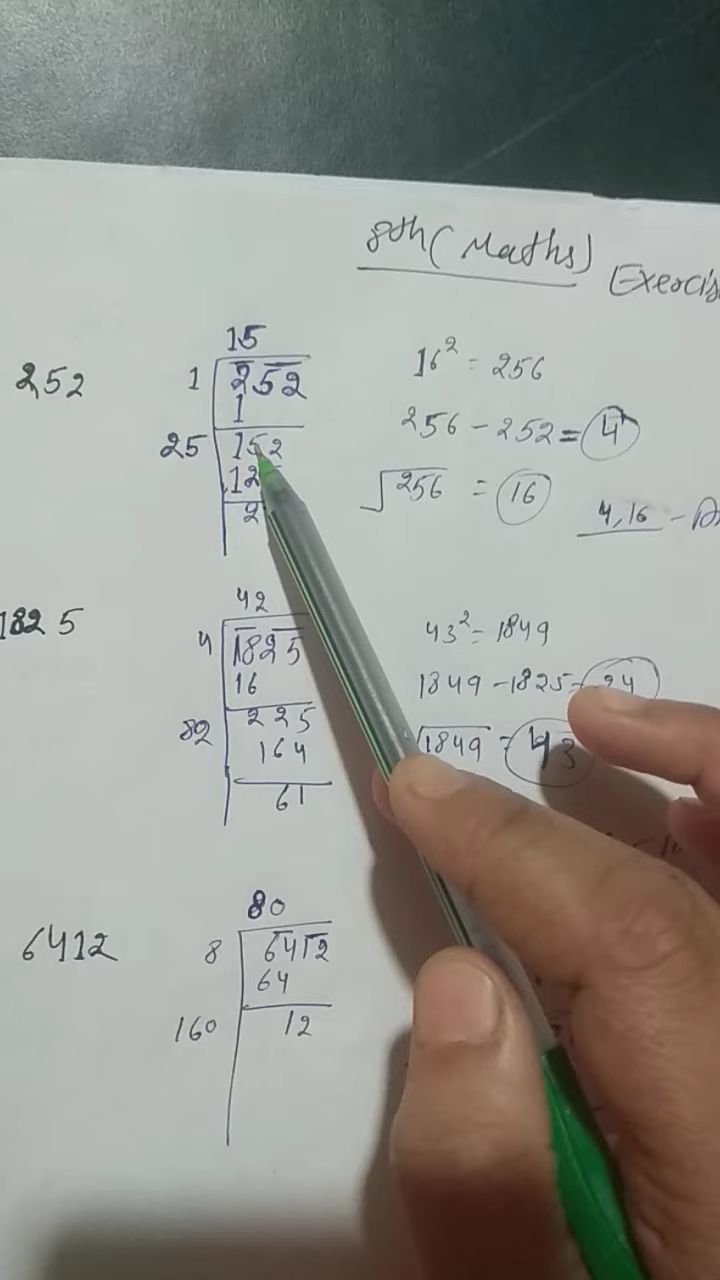 8th (Maths)
Exercis
252
15
1 252
1
25 152
12
2
16² = 256
256 - 252 = 4
√256 = 16
4,16 -
1825
42
4 1825
16
82 225
164
61
43² = 1849
1849 - 1825 = 24
√1849 = 43
6412
80
8 6412
64
160 12